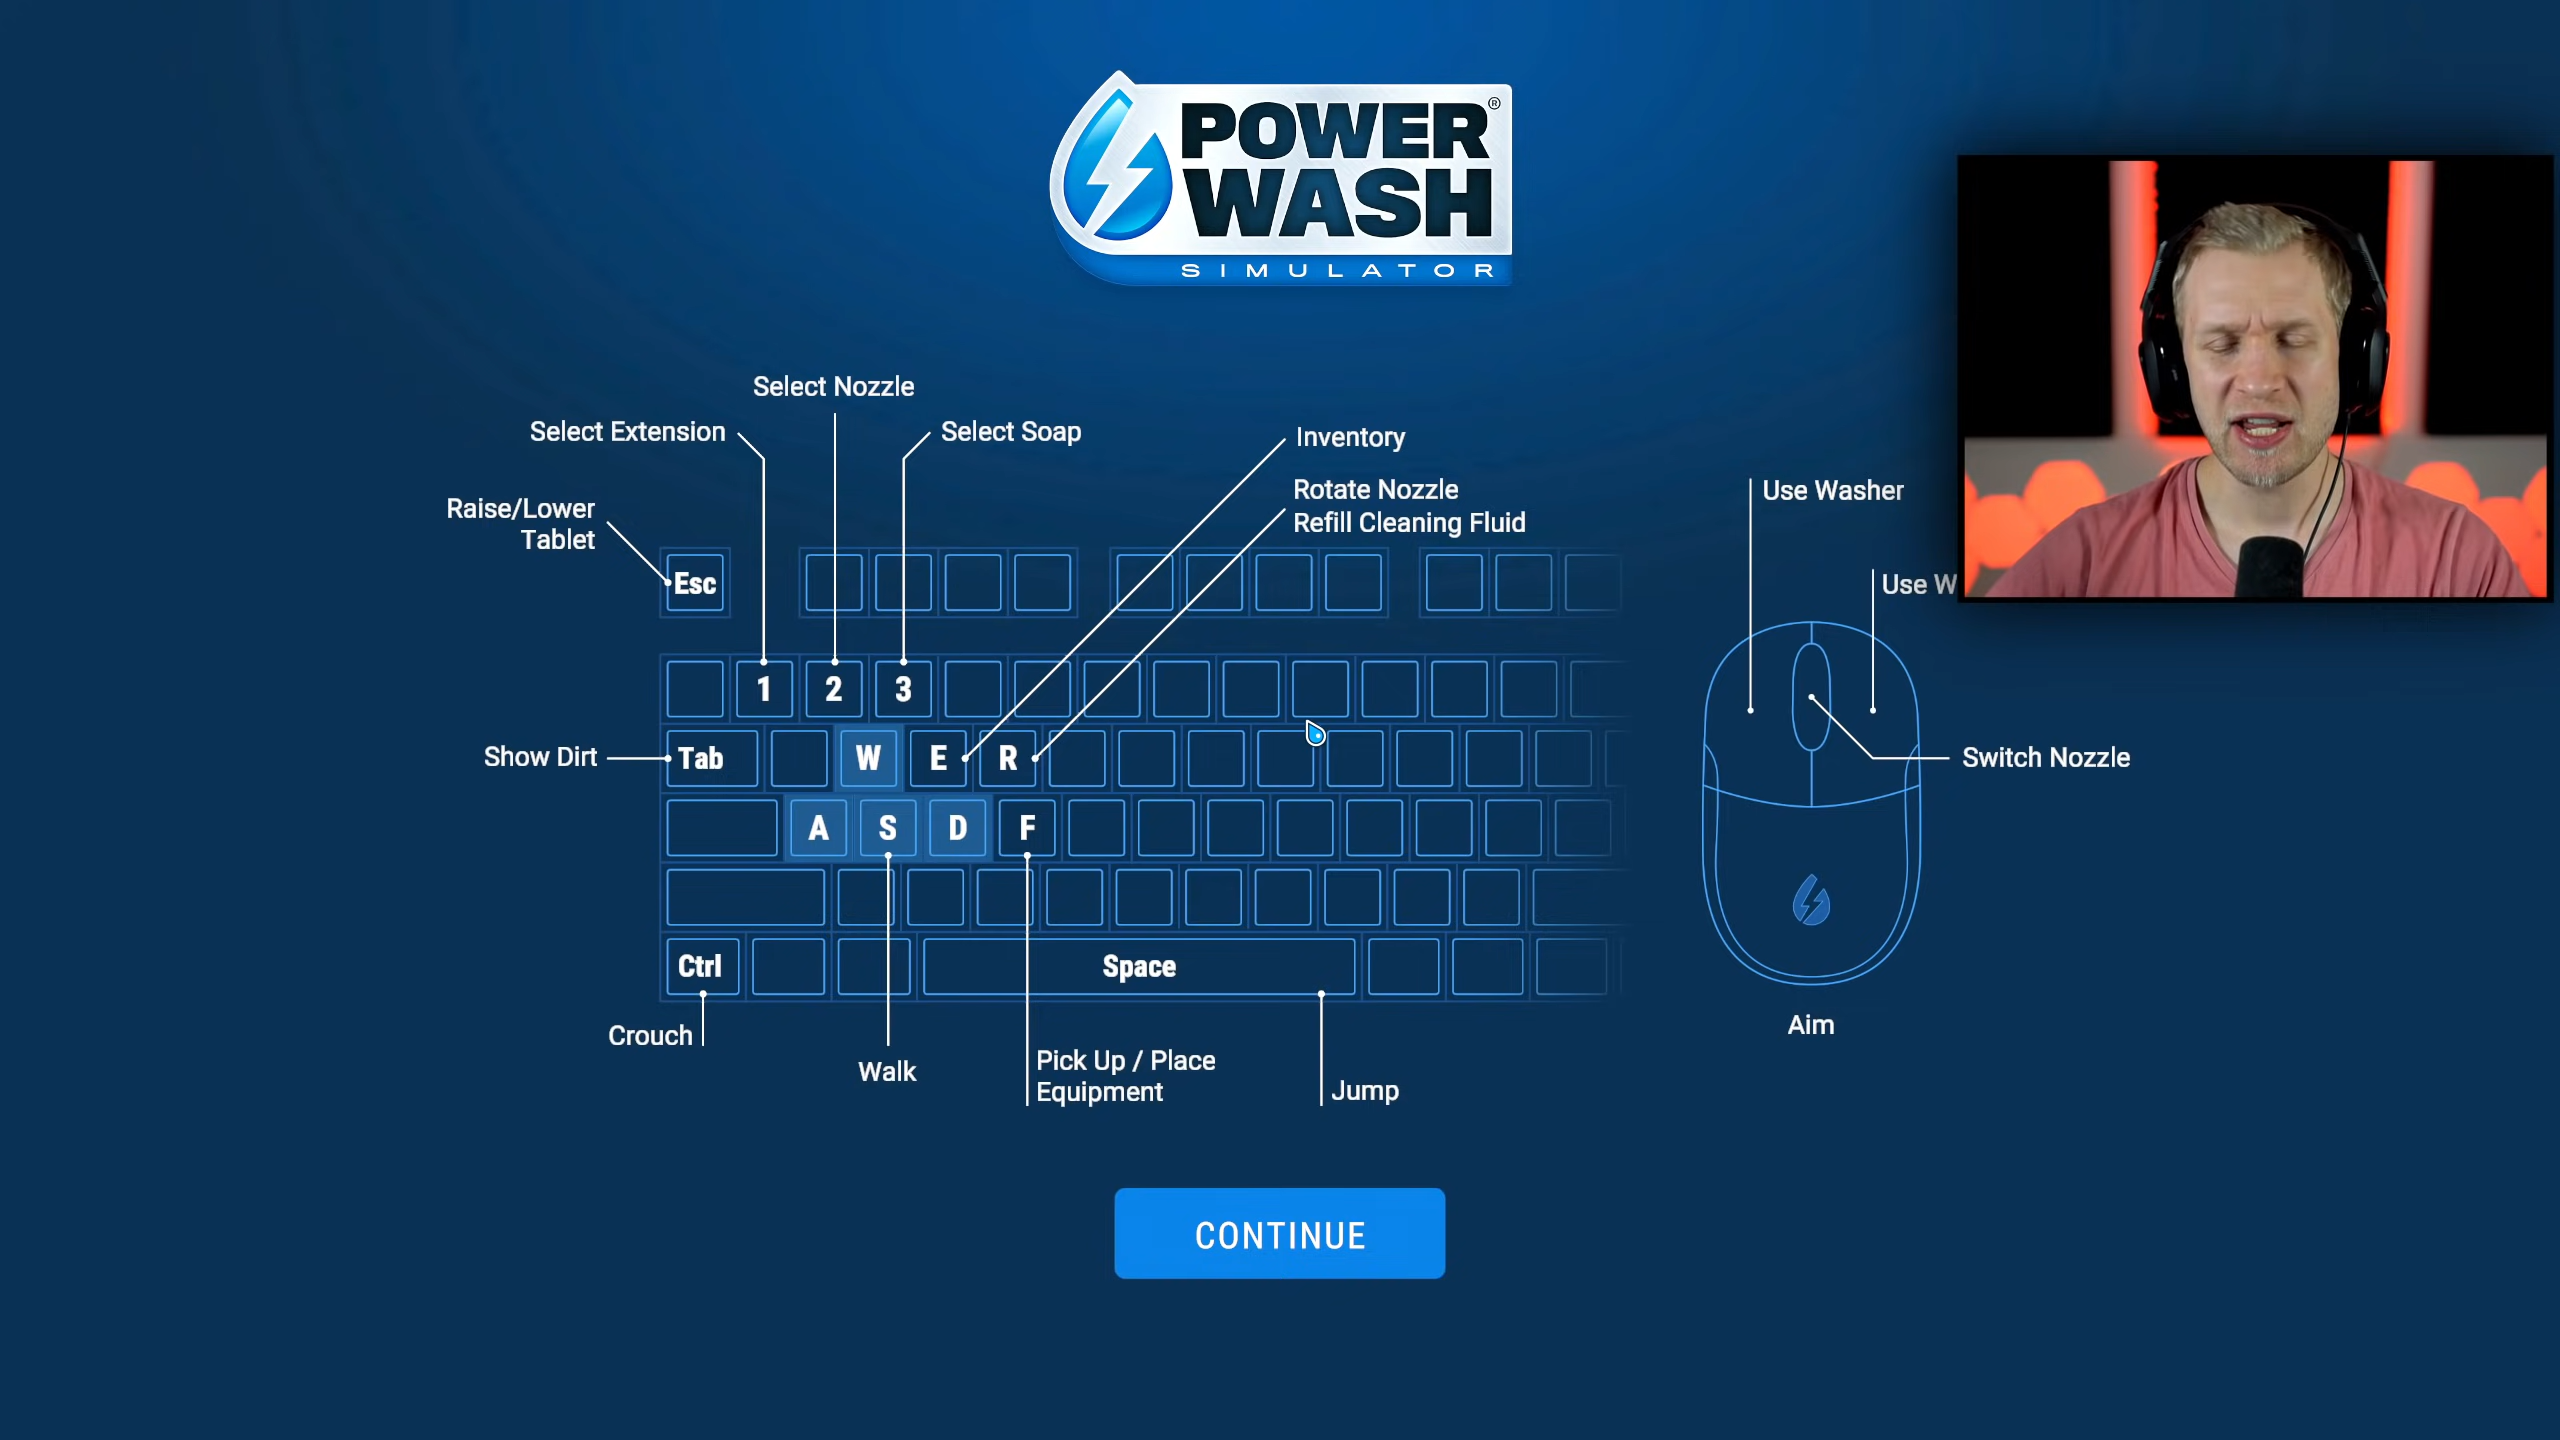 POWER®
WASH
SIMULATOR
Select Nozzle
Select Extension
Select Soap
Inventory
Raise/Lower
Tablet
Rotate Nozzle
Refill Cleaning Fluid
Use Washer
Use
Esc
1 2 3
Show Dirt
Tab W E R
Switch Nozzle
A S D F
Ctrl Space
Crouch
Walk
Pick Up / Place
Equipment
Jump
Aim
CONTINUE